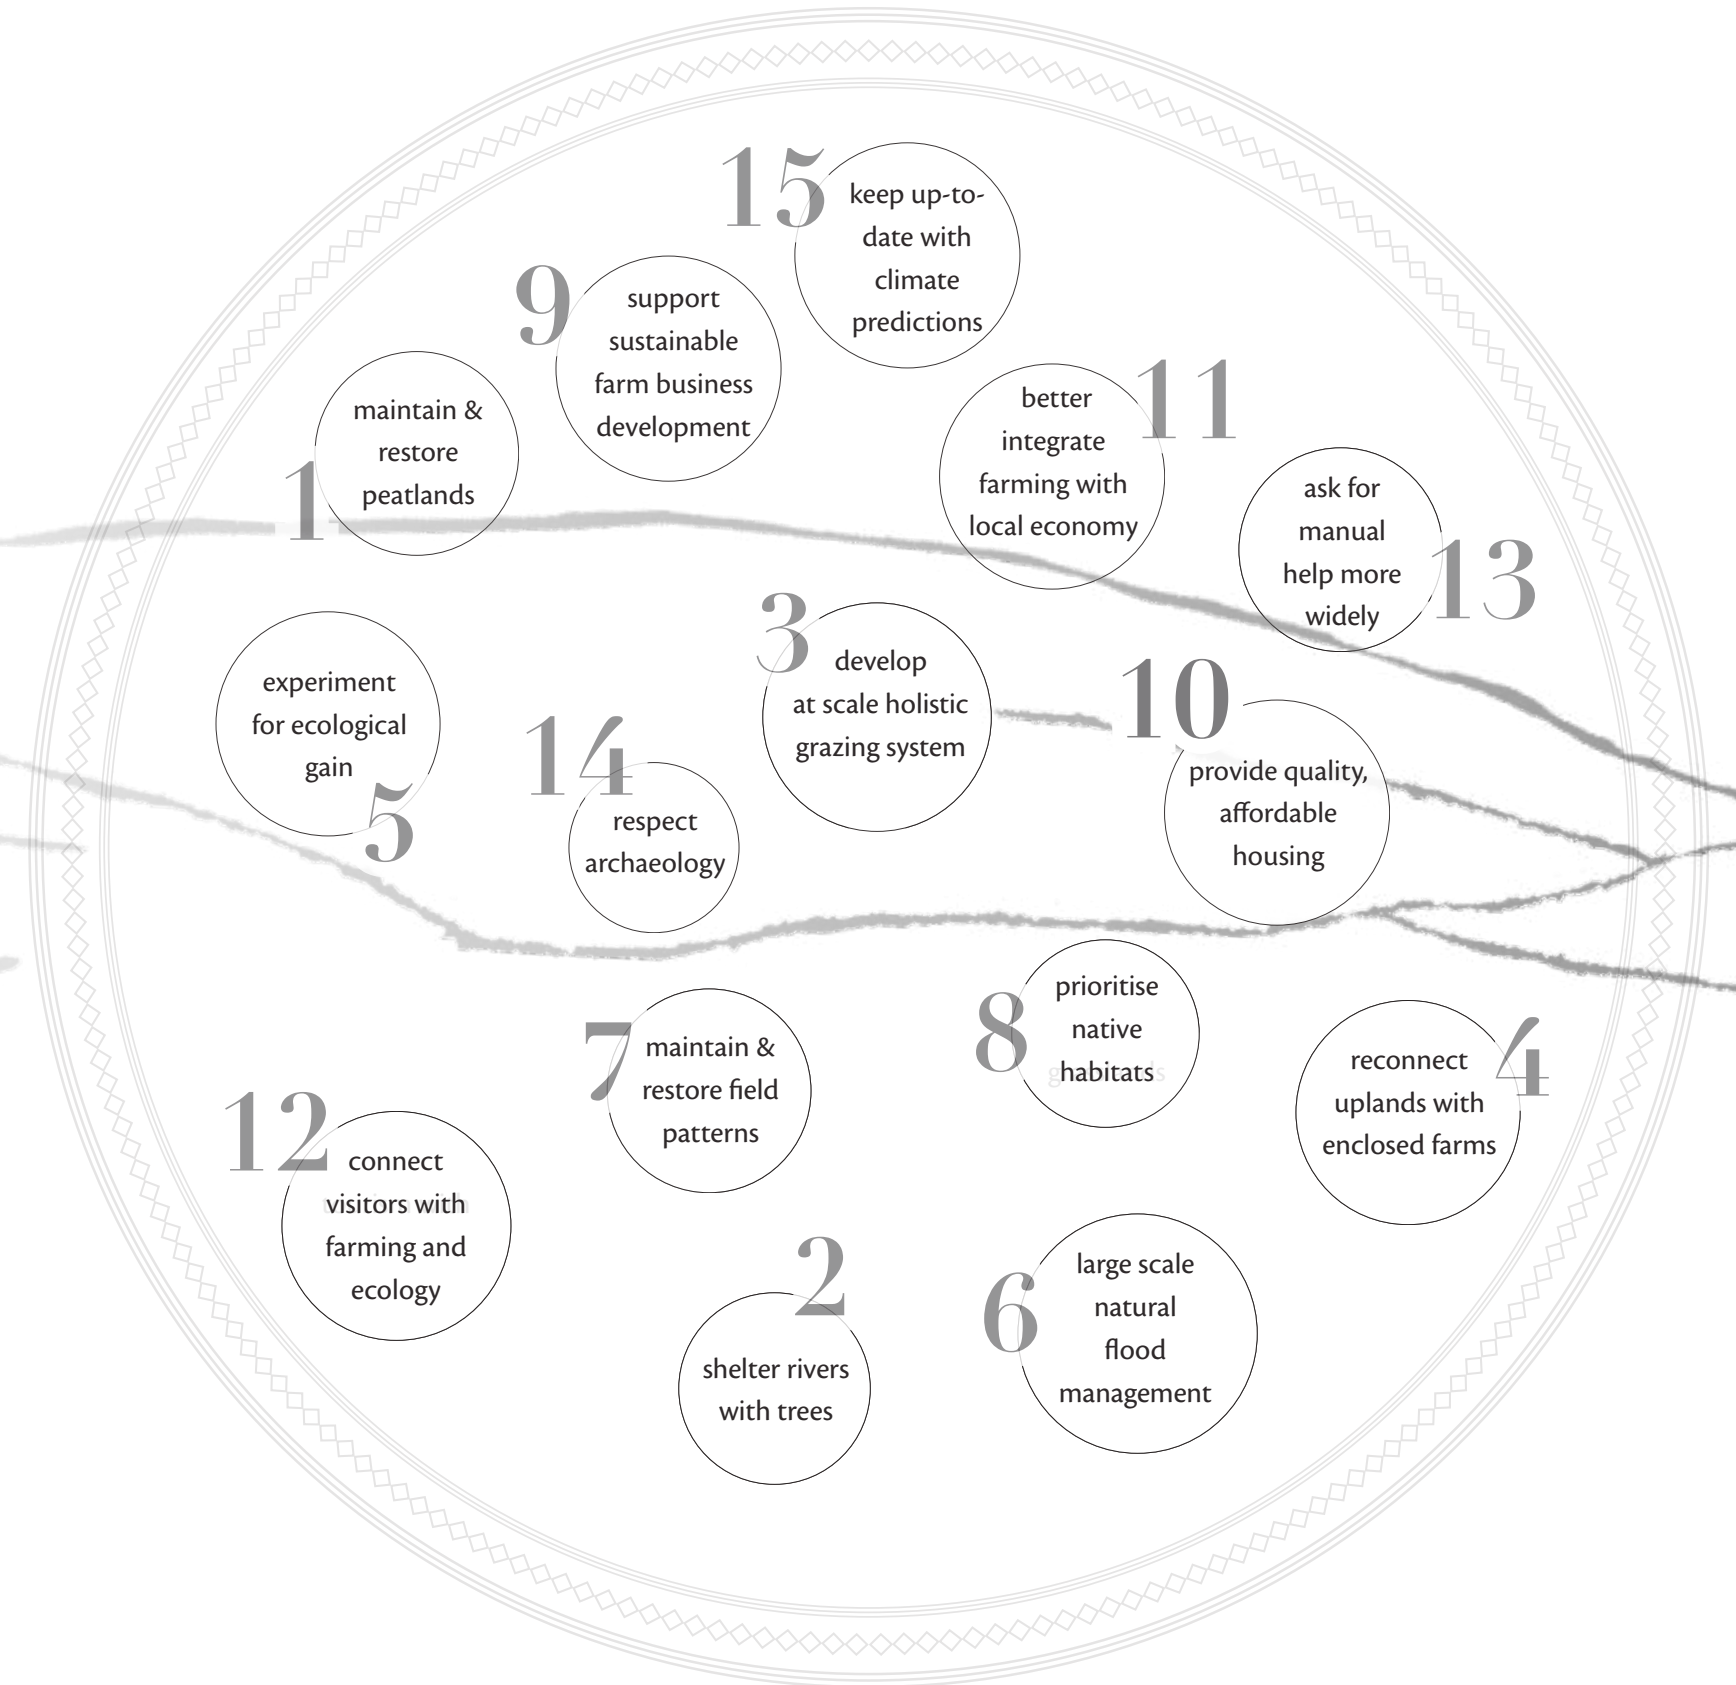 15
keep up-to-
date with
climate
predictions
9
support
sustainable
farm business
development
11
better
integrate
farming with
local economy
1
maintain &
restore
peatlands
13
ask for
manual
help more
widely
3
develop
at scale holistic
grazing system
5
experiment
for ecological
gain
10
provide quality,
affordable
housing
14
respect
archaeology
8
prioritise
native
habitats
7
maintain &
restore field
patterns
4
reconnect
uplands with
enclosed farms
12
connect
visitors with
farming and
ecology
6
large scale
natural
flood
management
2
shelter rivers
with trees